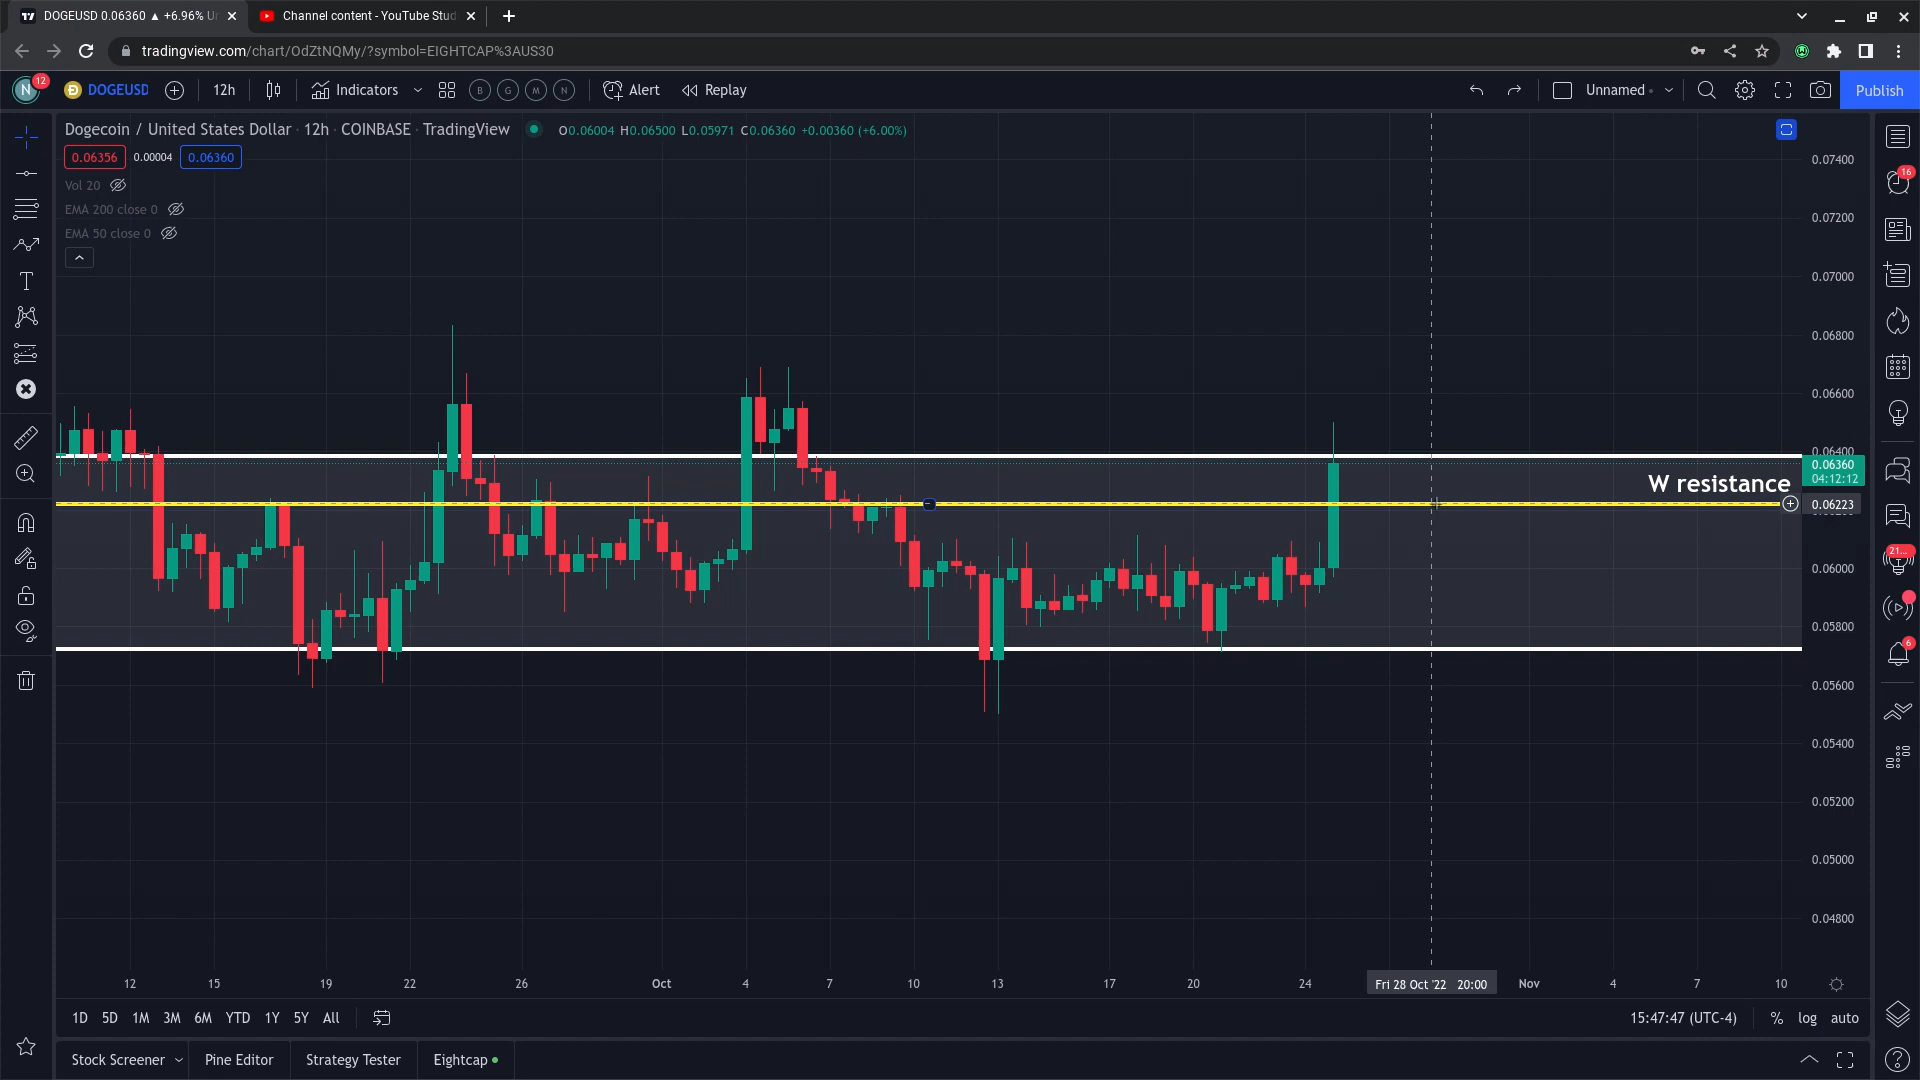 DOGEUSD 0.06360 ▲ +6.96% Un
Channel content - YouTube Stud
tradingview.com/chart/OdZtNQMy/?symbol=EIGHTCAP%3AUS30
N 12 DOGEUSD 12h Indicators B G M N Alert Replay Unnamed Publish
Dogecoin / United States Dollar · 12h · COINBASE · TradingView O0.06004 H0.06500 L0.05971 C0.06360 +0.00360 (+6.00%)
0.06356 0.00004 0.06360
Vol 20
EMA 200 close 0
EMA 50 close 0
0.07400
0.07200
0.07000
0.06800
0.06600
0.06400
0.06360
04:12:12
W resistance
0.06223
0.06000
0.05800
0.05600
0.05400
0.05200
0.05000
0.04800
16
21...
6
12 15 19 22 26 Oct 4 7 10 13 17 20 24 Fri 28 Oct '22 20:00 Nov 4 7 10
1D 5D 1M 3M 6M YTD 1Y 5Y All 15:47:47 (UTC-4) % log auto
Stock Screener Pine Editor Strategy Tester Eightcap